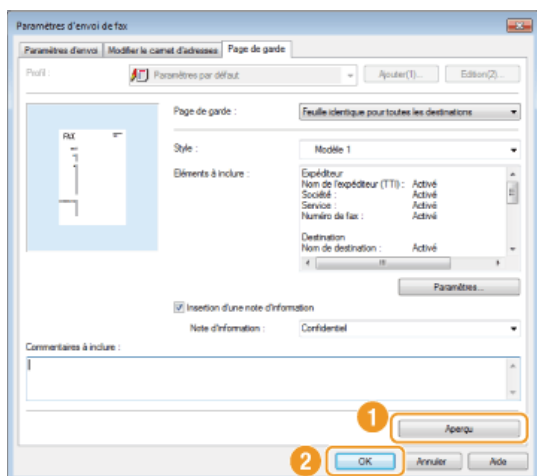 Paramètres d'envoi de fax
Paramètres d'envoi Modifier le carnet d'adresses Page de garde
Profil : Paramètres par défaut Ajouter(1)... Edition(2)...
Page de garde : Feuille identique pour toutes les destinations
FAX
Style : Modèle 1
Eléments à inclure : Expéditeur
Nom de l'expéditeur (TTI) : Activé
Société : Activé
Service : Activé
Numéro de fax : Activé
Destination
Nom de destination : Activé
Paramètres...
Insertion d'une note d'information
Note d'information : Confidentiel
Commentaires à inclure :
1
Aperçu
2
OK Annuler Aide